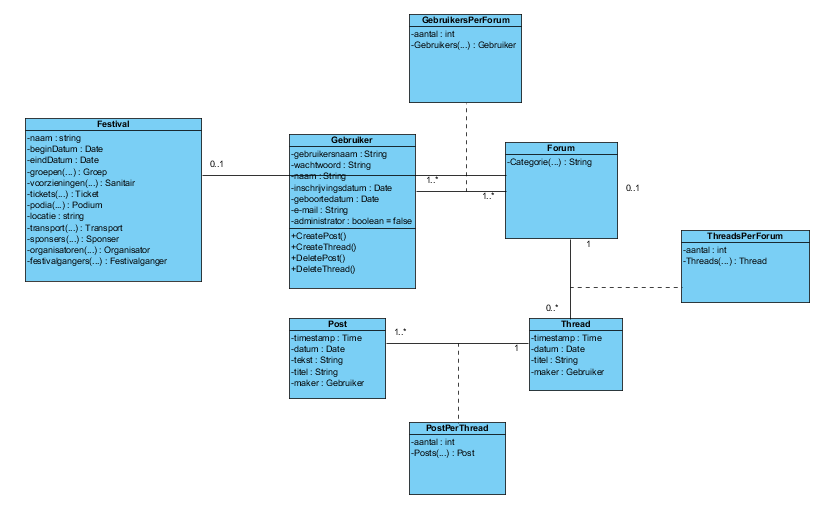 GebruikersPerForum
-aantal : int
-Gebruikers(...) : Gebruiker
Festival
-naam : string
-beginDatum : Date
-eindDatum : Date
-groepen(...) : Groep
-voorzieningen(...) : Sanitair
-tickets(...) : Ticket
-podia(...) : Podium
-locatie : string
-transport(...) : Transport
-sponsers(...) : Sponser
-organisatoren(...) : Organisator
-festivalgangers(...) : Festivalganger
0..1
Gebruiker
-gebruikersnaam : String
-wachtwoord : String
-naam : String
-inschrijvingsdatum : Date
-geboortedatum : Date
-e-mail : String
-administrator : boolean = false
+CreatePost()
+CreateThread()
+DeletePost()
+DeleteThread()
1..*
1..*
Forum
-Categorie(...) : String
0..1
1
0..*
ThreadsPerForum
-aantal : int
-Threads(...) : Thread
Post
-timestamp : Time
-datum : Date
-tekst : String
-titel : String
-maker : Gebruiker
1..*
1
Thread
-timestamp : Time
-datum : Date
-titel : String
-maker : Gebruiker
PostPerThread
-aantal : int
-Posts(...) : Post